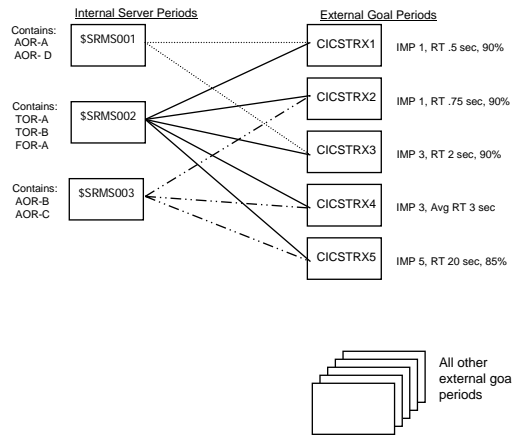 Internal Server Periods
External Goal Periods
Contains:
AOR-A
AOR- D
$SRMS001
CICSTRX1
IMP 1, RT .5 sec, 90%
CICSTRX2
IMP 1, RT .75 sec, 90%
Contains:
TOR-A
TOR-B
FOR-A
$SRMS002
CICSTRX3
IMP 3, RT 2 sec, 90%
Contains:
AOR-B
AOR-C
$SRMS003
CICSTRX4
IMP 3, Avg RT 3 sec
CICSTRX5
IMP 5, RT 20 sec, 85%
All other
external goa
periods